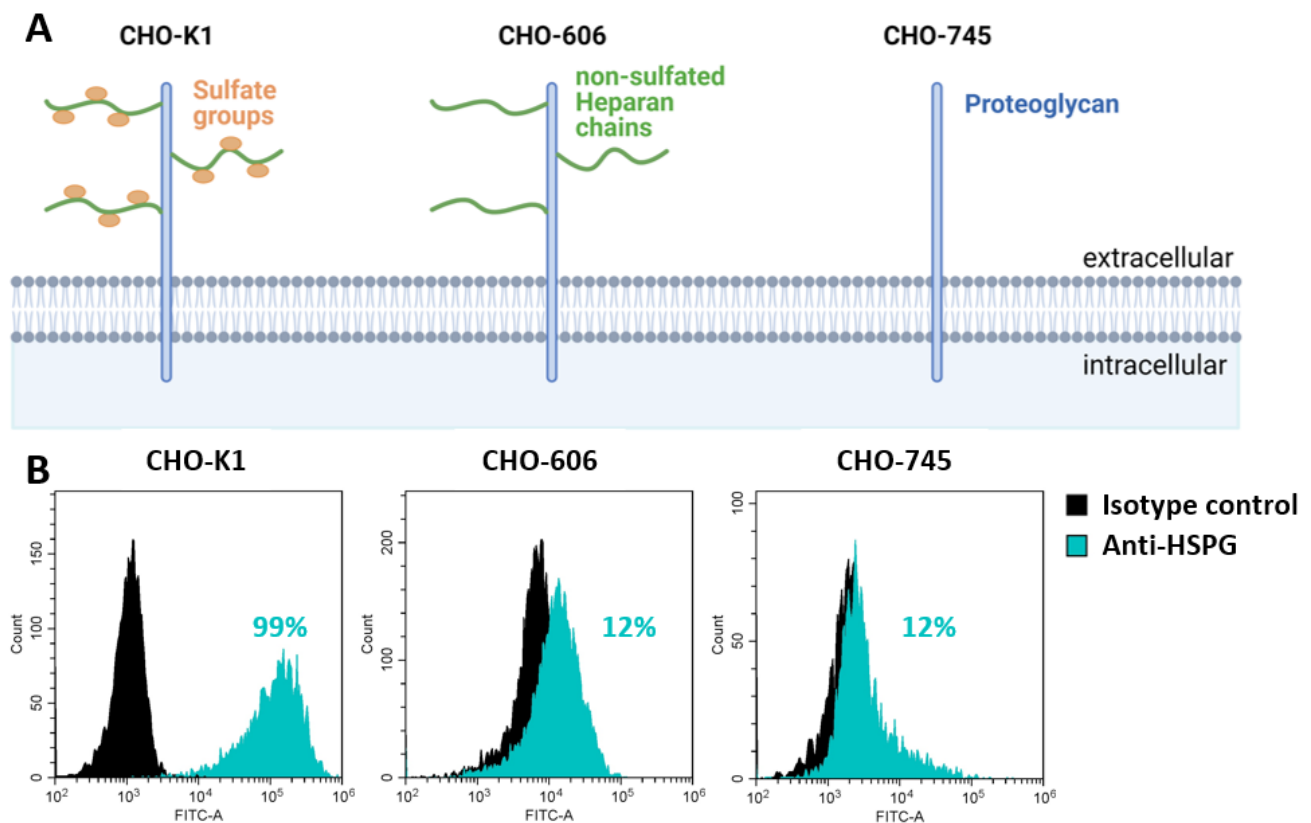 A
CHO-K1
CHO-606
CHO-745
Sulfate
groups
non-sulfated
Heparan
chains
Proteoglycan
extracellular
intracellular
B
CHO-K1
CHO-606
CHO-745
150
100
50
0
Count
99%
10² 10³ 10⁴ 10⁵ 10⁶
FITC-A
200
100
0
Count
12%
10² 10³ 10⁴ 10⁵ 10⁶
FITC-A
100
50
0
Count
12%
10² 10³ 10⁴ 10⁵ 10⁶
FITC-A
Isotype control
Anti-HSPG